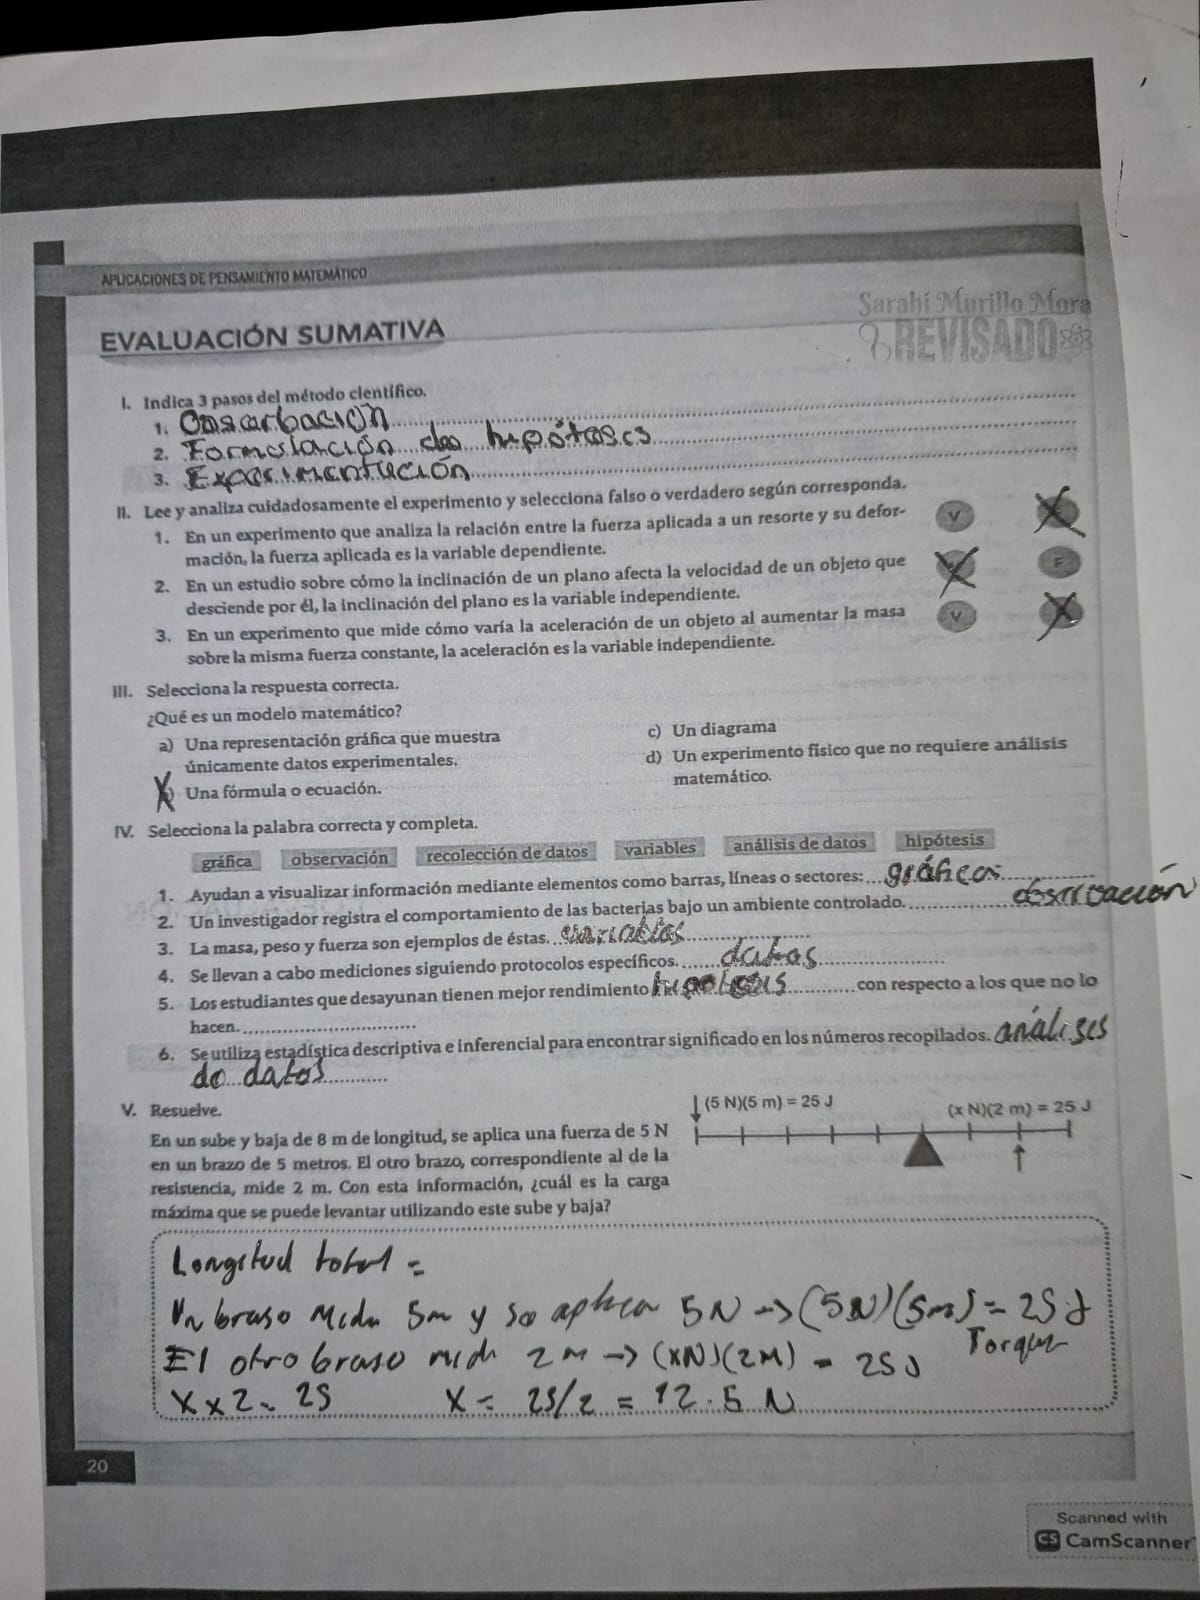 APLICACIONES DE PENSAMIENTO MATEMÁTICO
EVALUACIÓN SUMATIVA
Sarahí Murillo Mora
REVISADO
I. Indica 3 pasos del método científico.
1. Obserbación
2. Formulación de hipótesis
3. Experimentación
II. Lee y analiza cuidadosamente el experimento y selecciona falso o verdadero según corresponda.
1. En un experimento que analiza la relación entre la fuerza aplicada a un resorte y su defor- V
mación, la fuerza aplicada es la variable dependiente.
2. En un estudio sobre cómo la inclinación de un plano afecta la velocidad de un objeto que V F
desciende por él, la inclinación del plano es la variable independiente.
3. En un experimento que mide cómo varía la aceleración de un objeto al aumentar la masa V
sobre la misma fuerza constante, la aceleración es la variable independiente.
III. Selecciona la respuesta correcta.
¿Qué es un modelo matemático?
a) Una representación gráfica que muestra
únicamente datos experimentales.
Una fórmula o ecuación.
c) Un diagrama
d) Un experimento físico que no requiere análisis
matemático.
IV. Selecciona la palabra correcta y completa.
gráfica observación recolección de datos variables análisis de datos hipótesis
1. Ayudan a visualizar información mediante elementos como barras, líneas o sectores: gráfica
2. Un investigador registra el comportamiento de las bacterias bajo un ambiente controlado. observación
3. La masa, peso y fuerza son ejemplos de éstas. variables
4. Se llevan a cabo mediciones siguiendo protocolos específicos. datos
5. Los estudiantes que desayunan tienen mejor rendimiento hipotesis con respecto a los que no lo
hacen.
6. Se utiliza estadística descriptiva e inferencial para encontrar significado en los números recopilados. análisis
de datos
V. Resuelve.
En un sube y baja de 8 m de longitud, se aplica una fuerza de 5 N
en un brazo de 5 metros. El otro brazo, correspondiente al de la
resistencia, mide 2 m. Con esta información, ¿cuál es la carga
máxima que se puede levantar utilizando este sube y baja?
(5 N)(5 m) = 25 J
(x N)(2 m) = 25 J
Longitud total =
Un braso mide 5m y se aplica 5N → (5N)(5m) = 25 J
Torque
El otro braso mide 2m → (xN)(2M) = 25 J
X x 2 = 25 X = 25/2 = 12.5 N
20
Scanned with
CS CamScanner